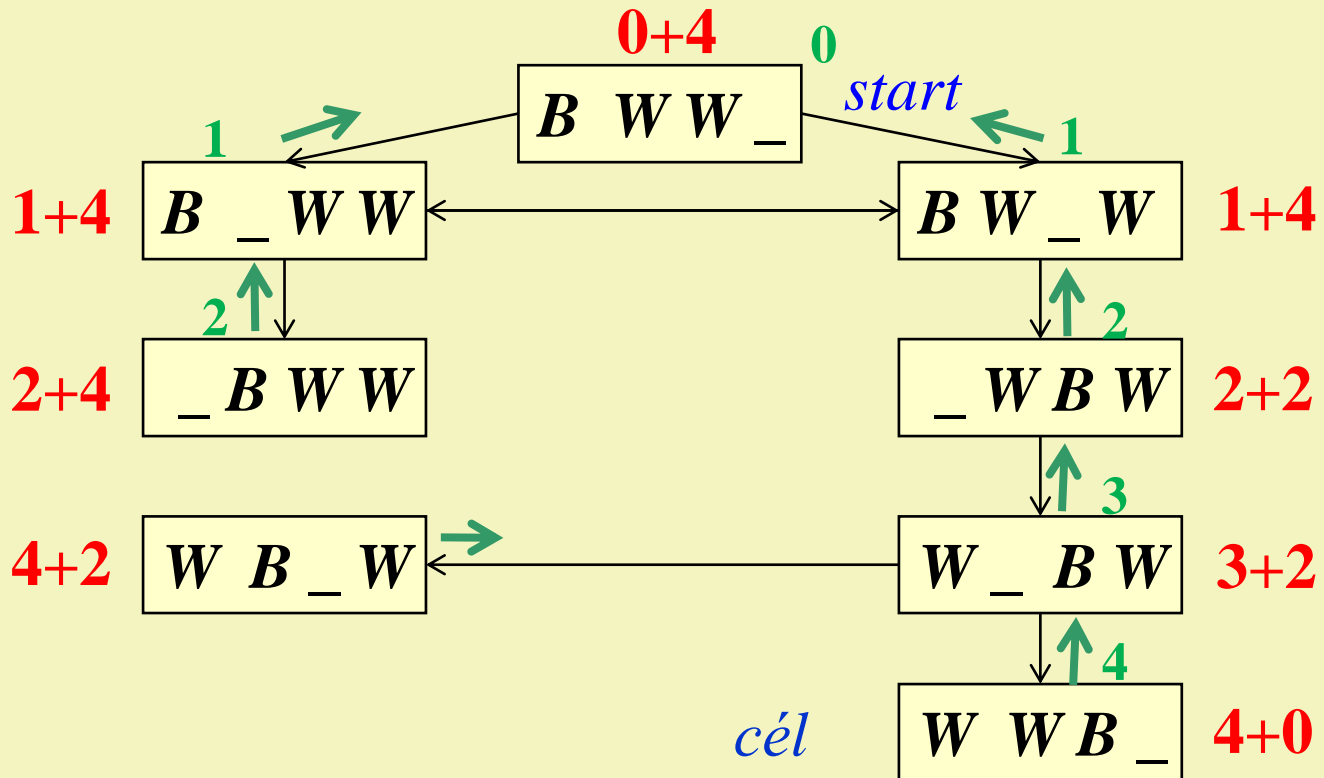 0+4 0
B W W _ start
1 1
1+4 B _ W W B W _ W 1+4
2 2
2+4 _ B W W _ W B W 2+2
3
4+2 W B _ W W _ B W 3+2
4
cél W W B _ 4+0